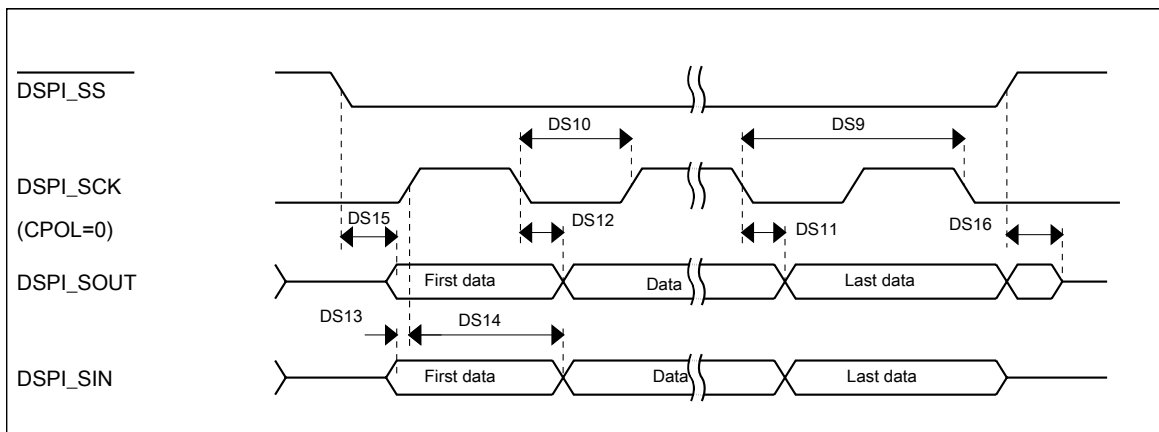 DSPI_SS
DS10
DS9
DSPI_SCK
(CPOL=0)
DS15
DS12
DS11
DS16
DSPI_SOUT
First data
Data
Last data
DS13
DS14
DSPI_SIN
First data
Data
Last data